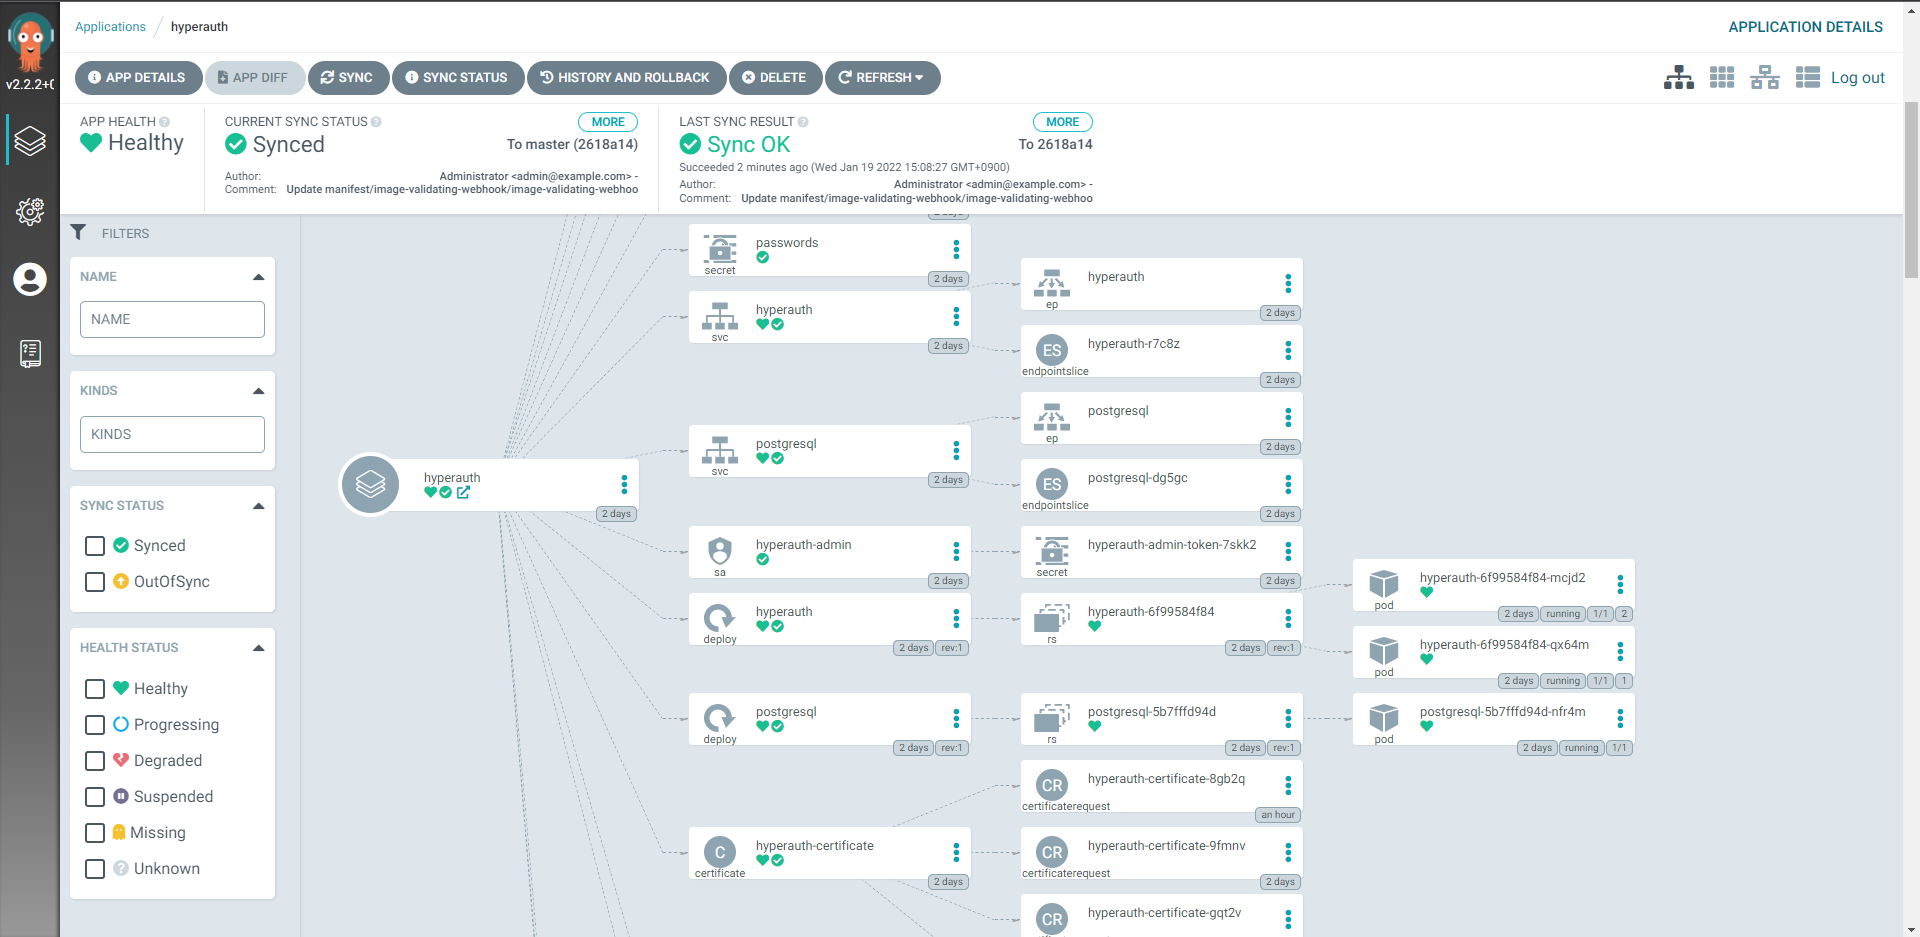 Applications
hyperauth
APPLICATION DETAILS
v2.2.2+0
APP DETAILS
APP DIFF
SYNC
SYNC STATUS
HISTORY AND ROLLBACK
DELETE
REFRESH
Log out
APP HEALTH
Healthy
CURRENT SYNC STATUS
MORE
Synced
To master (2618a14)
Author: Administrator <admin@example.com> -
Comment: Update manifest/image-validating-webhook/image-validating-webhoo
LAST SYNC RESULT
MORE
Sync OK
To 2618a14
Succeeded 2 minutes ago (Wed Jan 19 2022 15:08:27 GMT+0900)
Author: Administrator <admin@example.com> -
Comment: Update manifest/image-validating-webhook/image-validating-webhoo
FILTERS
NAME
NAME
KINDS
KINDS
SYNC STATUS
Synced
OutOfSync
HEALTH STATUS
Healthy
Progressing
Degraded
Suspended
Missing
Unknown
hyperauth
2 days
2 days
passwords
secret
2 days
hyperauth
svc
2 days
postgresql
svc
2 days
hyperauth-admin
sa
2 days
hyperauth
deploy
2 days
rev:1
postgresql
deploy
2 days
rev:1
C
hyperauth-certificate
certificate
2 days
hyperauth
ep
2 days
ES
hyperauth-r7c8z
endpointslice
2 days
postgresql
ep
2 days
ES
postgresql-dg5gc
endpointslice
2 days
hyperauth-admin-token-7skk2
secret
2 days
hyperauth-6f99584f84
rs
2 days
rev:1
postgresql-5b7fffd94d
rs
2 days
rev:1
CR
hyperauth-certificate-8gb2q
certificaterequest
an hour
CR
hyperauth-certificate-9fmnv
certificaterequest
2 days
CR
hyperauth-certificate-gqt2v
hyperauth-6f99584f84-mcjd2
pod
2 days
running
1/1
2
hyperauth-6f99584f84-qx64m
pod
2 days
running
1/1
1
postgresql-5b7fffd94d-nfr4m
pod
2 days
running
1/1